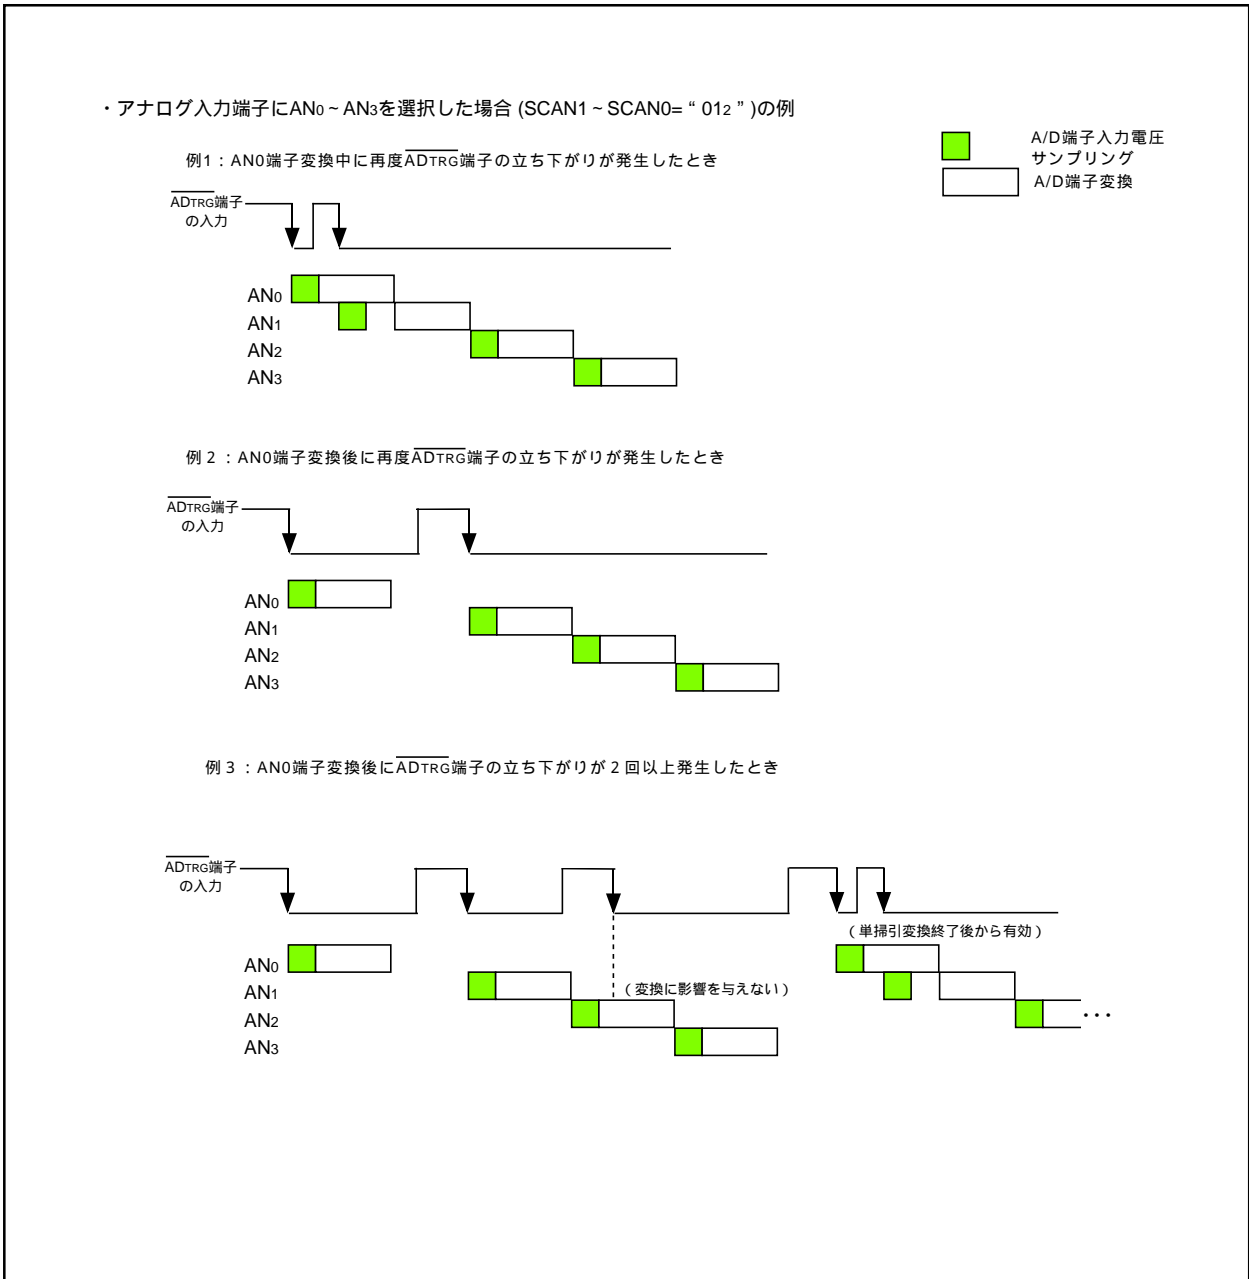 ・アナログ入力端子にAN0～AN3を選択した場合 (SCAN1～SCAN0=“012”)の例
A/D端子入力電圧
サンプリング
A/D端子変換
例1：AN0端子変換中に再度ADTRG端子の立ち下がりが発生したとき
ADTRG端子
の入力
AN0
AN1
AN2
AN3
例２：AN0端子変換後に再度ADTRG端子の立ち下がりが発生したとき
ADTRG端子
の入力
AN0
AN1
AN2
AN3
例３：AN0端子変換後にADTRG端子の立ち下がりが２回以上発生したとき
ADTRG端子
の入力
（単掃引変換終了後から有効）
AN0
AN1
（変換に影響を与えない）
AN2
・・・
AN3